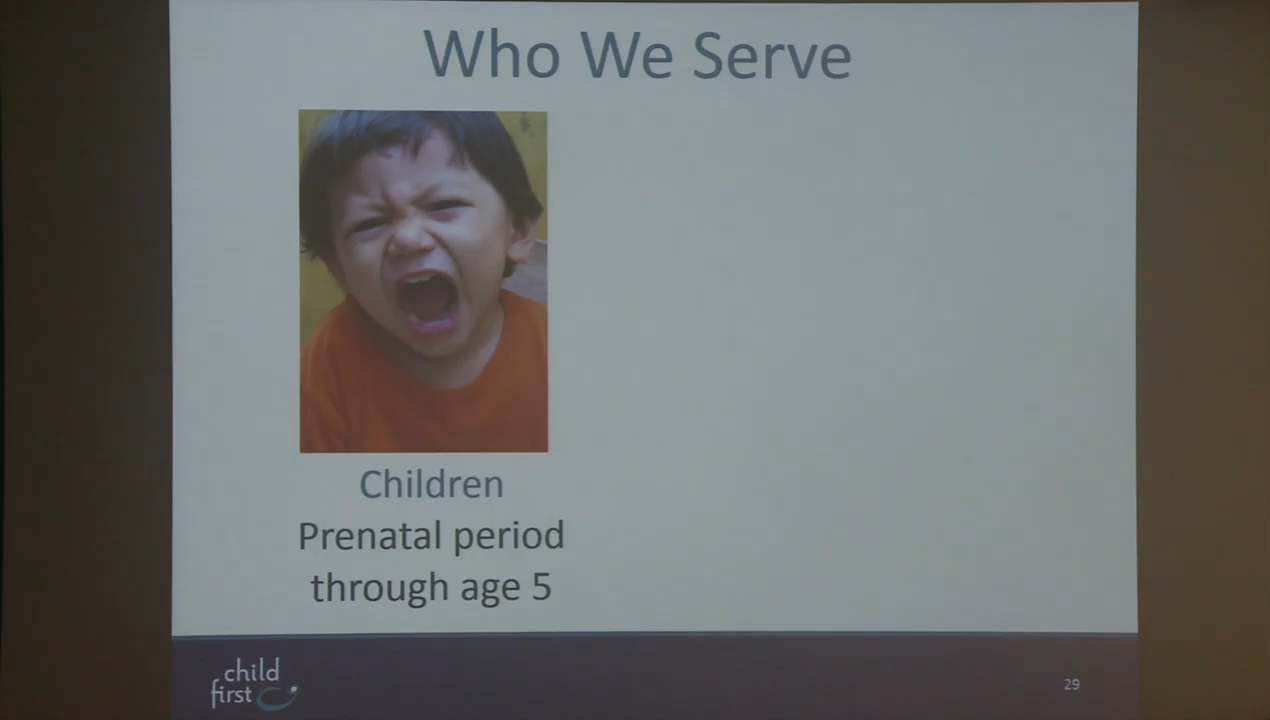 Who We Serve
Children
Prenatal period
through age 5
child
first
29